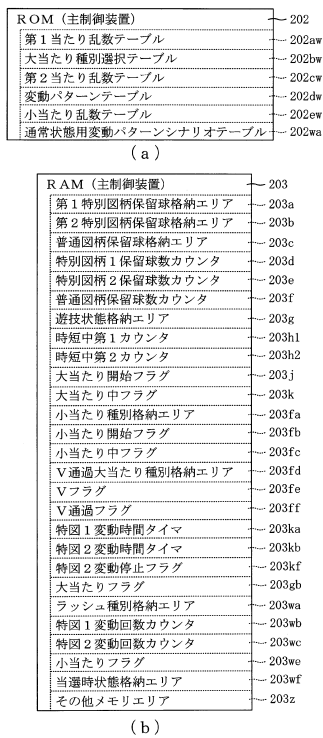 ROM(主制御装置) 202
第1当たり乱数テーブル 202aw
大当たり種別選択テーブル 202bw
第2当たり乱数テーブル 202cw
変動パターンテーブル 202dw
小当たり乱数テーブル 202ew
通常状態用変動パターンシナリオテーブル 202wa
(a)
RAM(主制御装置) 203
第1特別図柄保留球格納エリア 203a
第2特別図柄保留球格納エリア 203b
普通図柄保留球格納エリア 203c
特別図柄1保留球数カウンタ 203d
特別図柄2保留球数カウンタ 203e
普通図柄保留球数カウンタ 203f
遊技状態格納エリア 203g
時短中第1カウンタ 203h1
時短中第2カウンタ 203h2
大当たり開始フラグ 203j
大当たり中フラグ 203k
小当たり種別格納エリア 203fa
小当たり開始フラグ 203fb
小当たり中フラグ 203fc
V通過大当たり種別格納エリア 203fd
Vフラグ 203fe
V通過フラグ 203ff
特図1変動時間タイマ 203ka
特図2変動時間タイマ 203kb
特図2変動停止フラグ 203kf
大当たりフラグ 203gb
ラッシュ種別格納エリア 203wa
特図1変動回数カウンタ 203wb
特図2変動回数カウンタ 203wc
小当たりフラグ 203we
当選時状態格納エリア 203wf
その他メモリエリア 203z
(b)